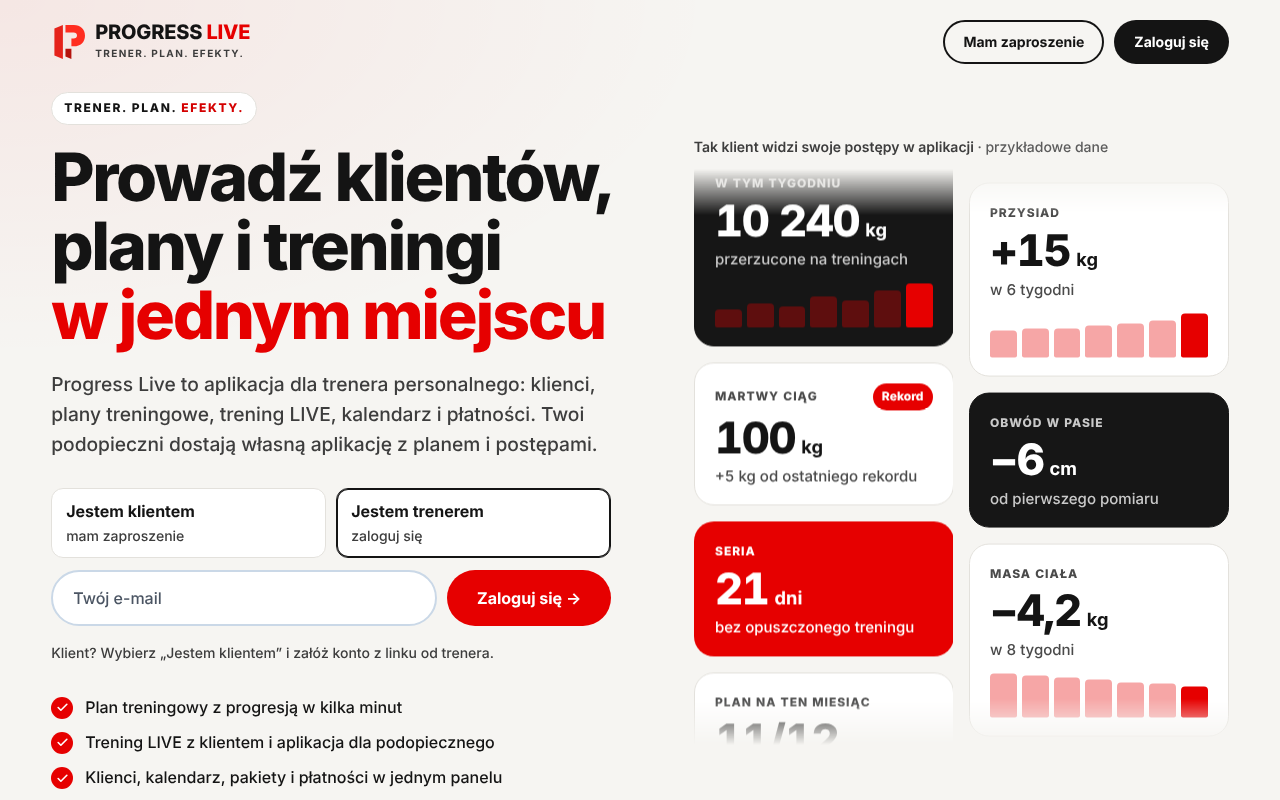 PROGRESS LIVE
TRENER. PLAN. EFEKTY.
Mam zaproszenie
Zaloguj się
TRENER. PLAN. EFEKTY.
Prowadź klientów,
plany i treningi
w jednym miejscu
Progress Live to aplikacja dla trenera personalnego: klienci,
plany treningowe, trening LIVE, kalendarz i płatności. Twoi
podopieczni dostają własną aplikację z planem i postępami.
Jestem klientem
mam zaproszenie
Jestem trenerem
zaloguj się
Twój e-mail
Zaloguj się →
Klient? Wybierz „Jestem klientem” i załóż konto z linku od trenera.
Plan treningowy z progresją w kilka minut
Trening LIVE z klientem i aplikacja dla podopiecznego
Klienci, kalendarz, pakiety i płatności w jednym panelu
Tak klient widzi swoje postępy w aplikacji · przykładowe dane
W TYM TYGODNIU
10 240 kg
przerzucone na treningach
MARTWY CIĄG
Rekord
100 kg
+5 kg od ostatniego rekordu
SERIA
21 dni
bez opuszczonego treningu
PLAN NA TEN MIESIĄC
11/12
PRZYSIAD
+15 kg
w 6 tygodni
OBWÓD W PASIE
−6 cm
od pierwszego pomiaru
MASA CIAŁA
−4,2 kg
w 8 tygodni